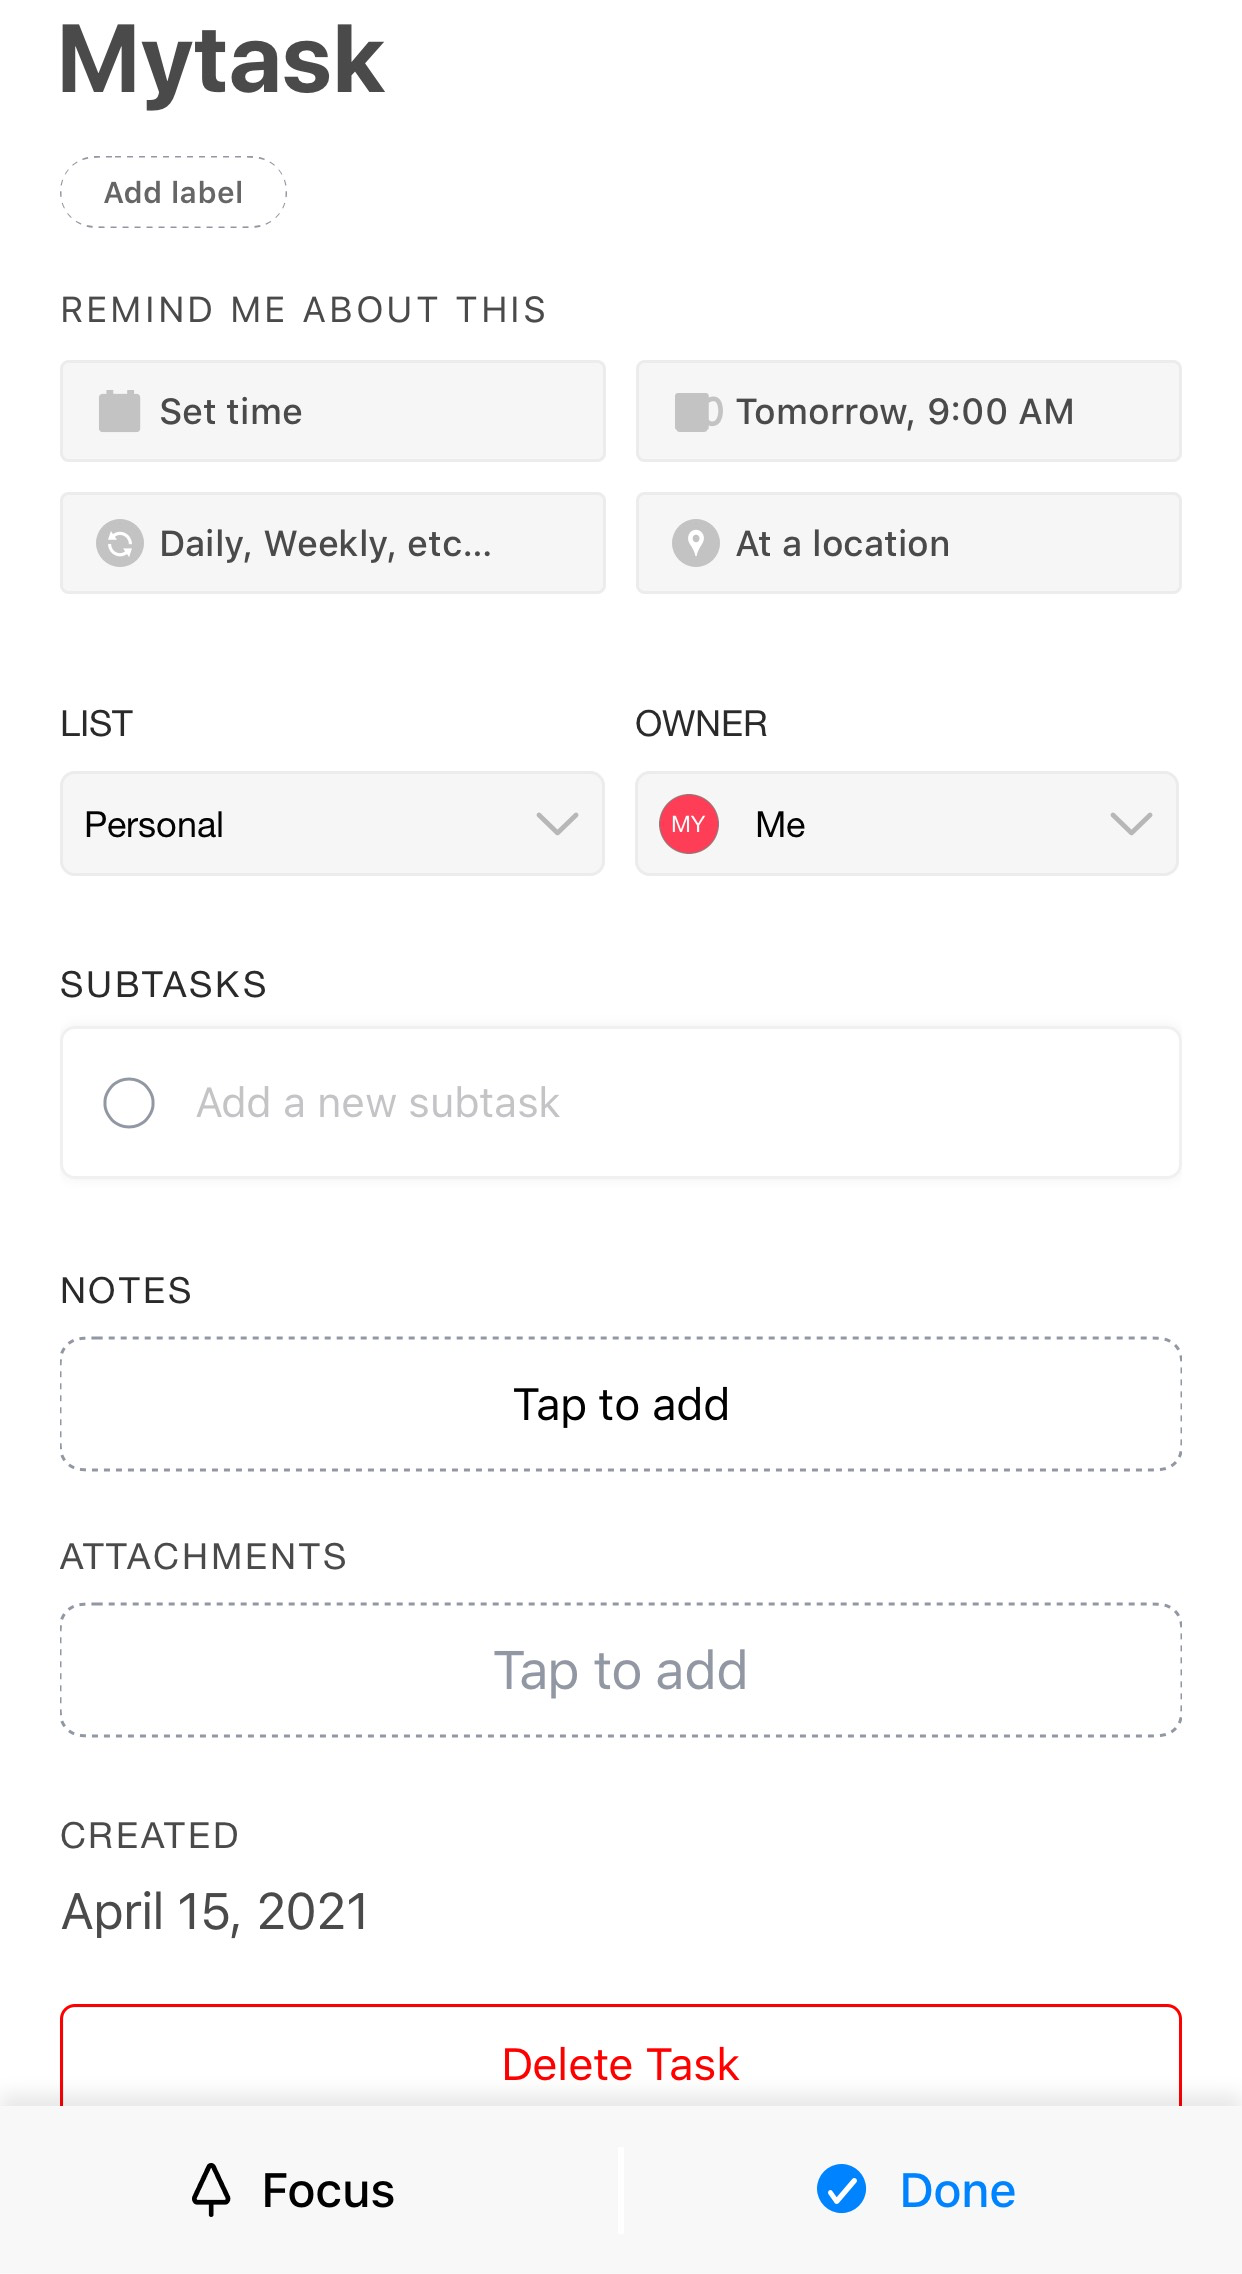 Mytask
Add label
REMIND ME ABOUT THIS
Set time
Tomorrow, 9:00 AM
Daily, Weekly, etc...
At a location
LIST
OWNER
Personal
MY
Me
SUBTASKS
Add a new subtask
NOTES
Tap to add
ATTACHMENTS
Tap to add
CREATED
April 15, 2021
Delete Task
Focus
Done